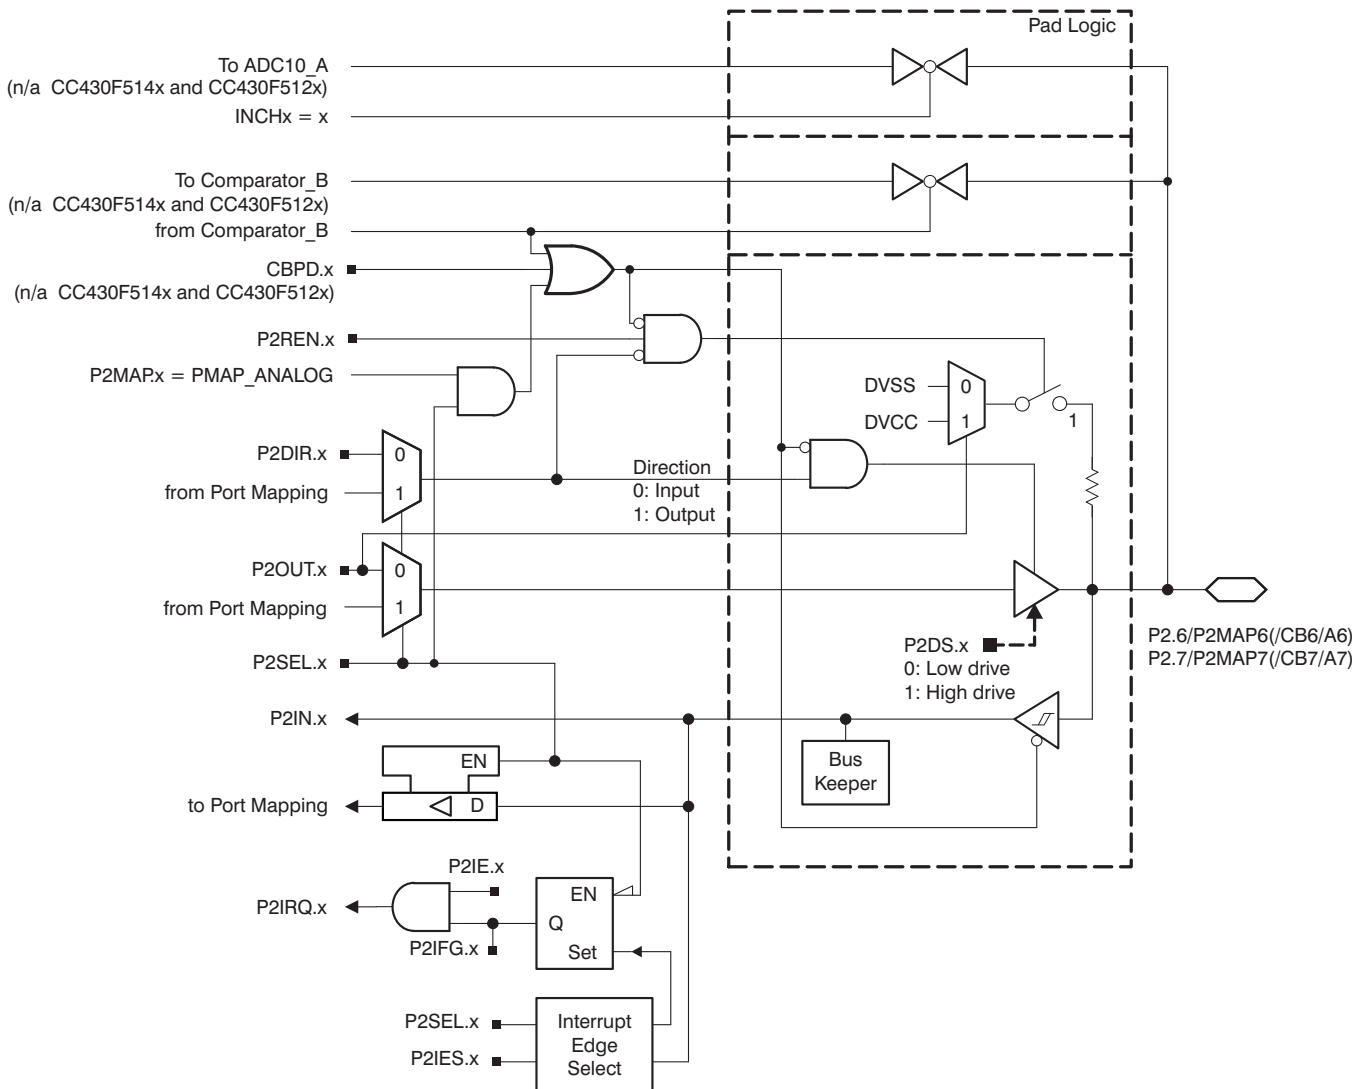 Pad Logic
To ADC10_A
(n/a CC430F514x and CC430F512x)
INCHx = x
To Comparator_B
(n/a CC430F514x and CC430F512x)
from Comparator_B
CBPD.x
(n/a CC430F514x and CC430F512x)
P2REN.x
P2MAP.x = PMAP_ANALOG
DVSS
0
DVCC
1
1
P2DIR.x
0
from Port Mapping
1
Direction
0: Input
1: Output
P2OUT.x
0
from Port Mapping
1
P2SEL.x
P2DS.x
0: Low drive
1: High drive
P2.6/P2MAP6(/CB6/A6)
P2.7/P2MAP7(/CB7/A7)
P2IN.x
EN
Bus
Keeper
to Port Mapping
D
P2IE.x
P2IRQ.x
EN
Q
P2IFG.x
Set
P2SEL.x
P2IES.x
Interrupt
Edge
Select